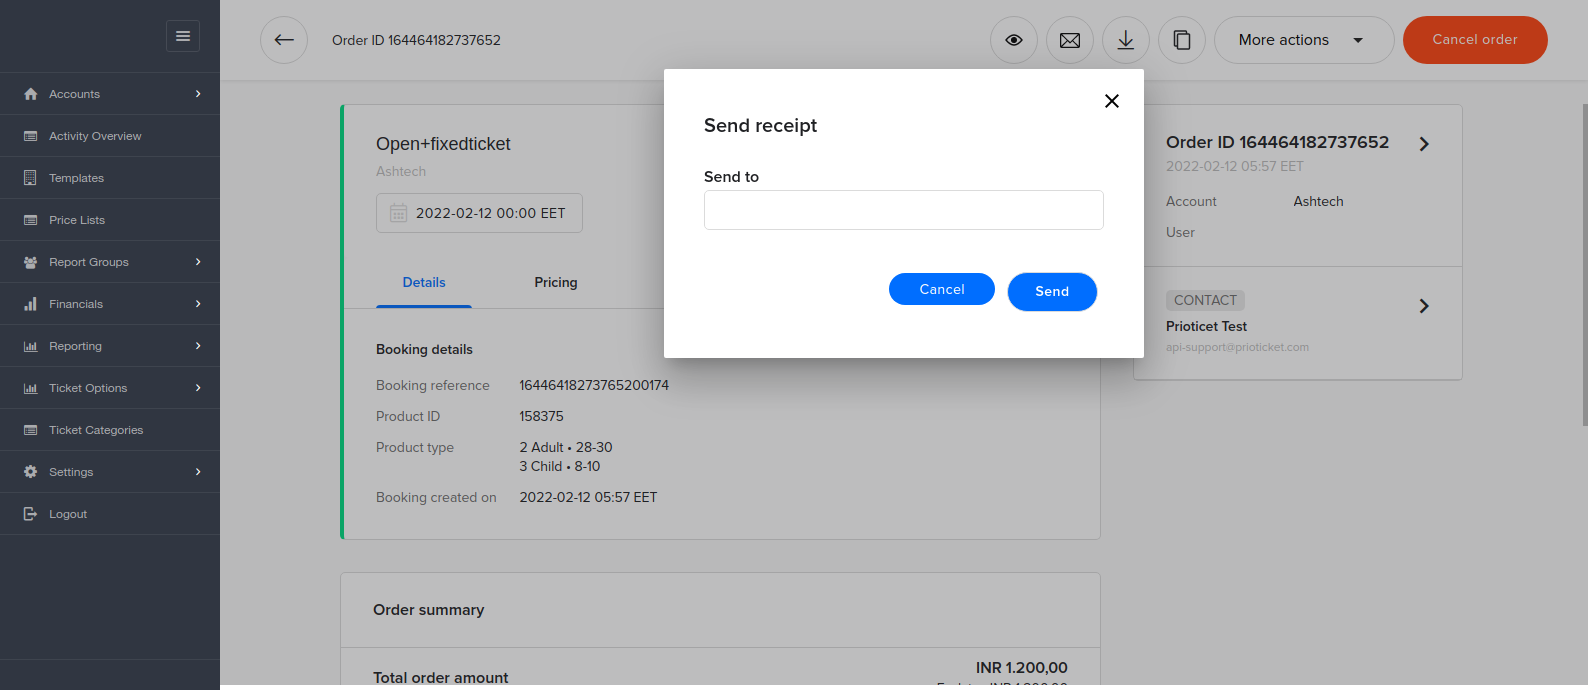 Order ID 164464182737652
More actions
Cancel order
Accounts
Activity Overview
Templates
Price Lists
Report Groups
Financials
Reporting
Ticket Options
Ticket Categories
Settings
Logout
Open+fixedticket
Ashtech
2022-02-12 00:00 EET
Details
Pricing
Booking details
Booking reference 16446418273765200174
Product ID 158375
Product type 2 Adult • 28-30
3 Child • 8-10
Booking created on 2022-02-12 05:57 EET
Order summary
Total order amount INR 1.200,00
Send receipt
Send to
Cancel
Send
Order ID 164464182737652
2022-02-12 05:57 EET
Account Ashtech
User
CONTACT
Prioticet Test
api-support@prioticket.com